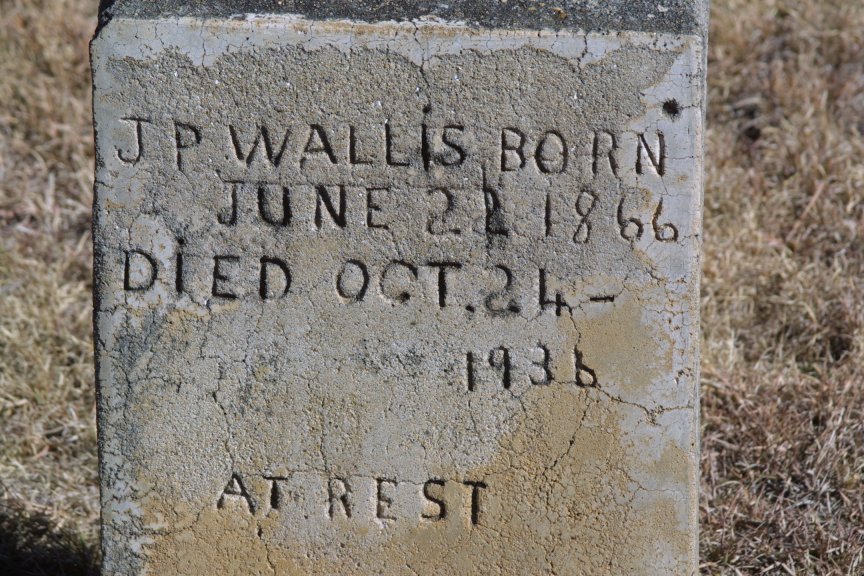 J P WALLiS BORN
JUNE 22 1866
DiED OCT. 24-
1936
AT REST